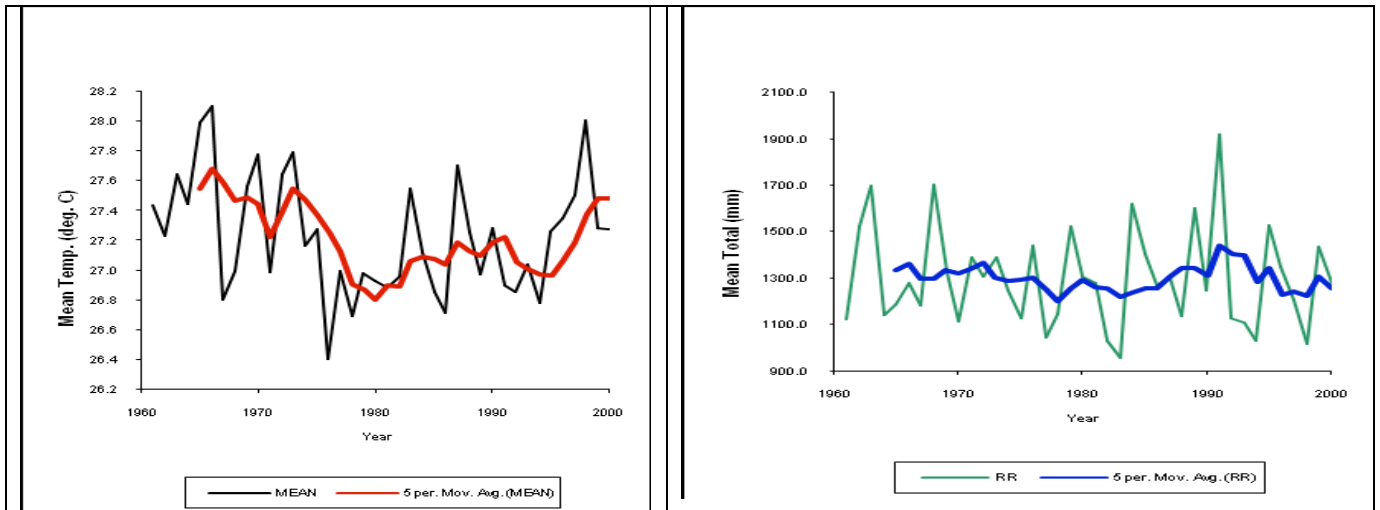 Mean Temp. (deg. C)
28.2
28.0
27.8
27.6
27.4
27.2
27.0
26.8
26.6
26.4
26.2
1960 1970 1980 1990 2000
Year
MEAN 5 per. Mov. Avg. (MEAN)
Mean Total (mm)
2100.0
1900.0
1700.0
1500.0
1300.0
1100.0
900.0
1960 1970 1980 1990 2000
Year
RR 5 per. Mov. Avg. (RR)